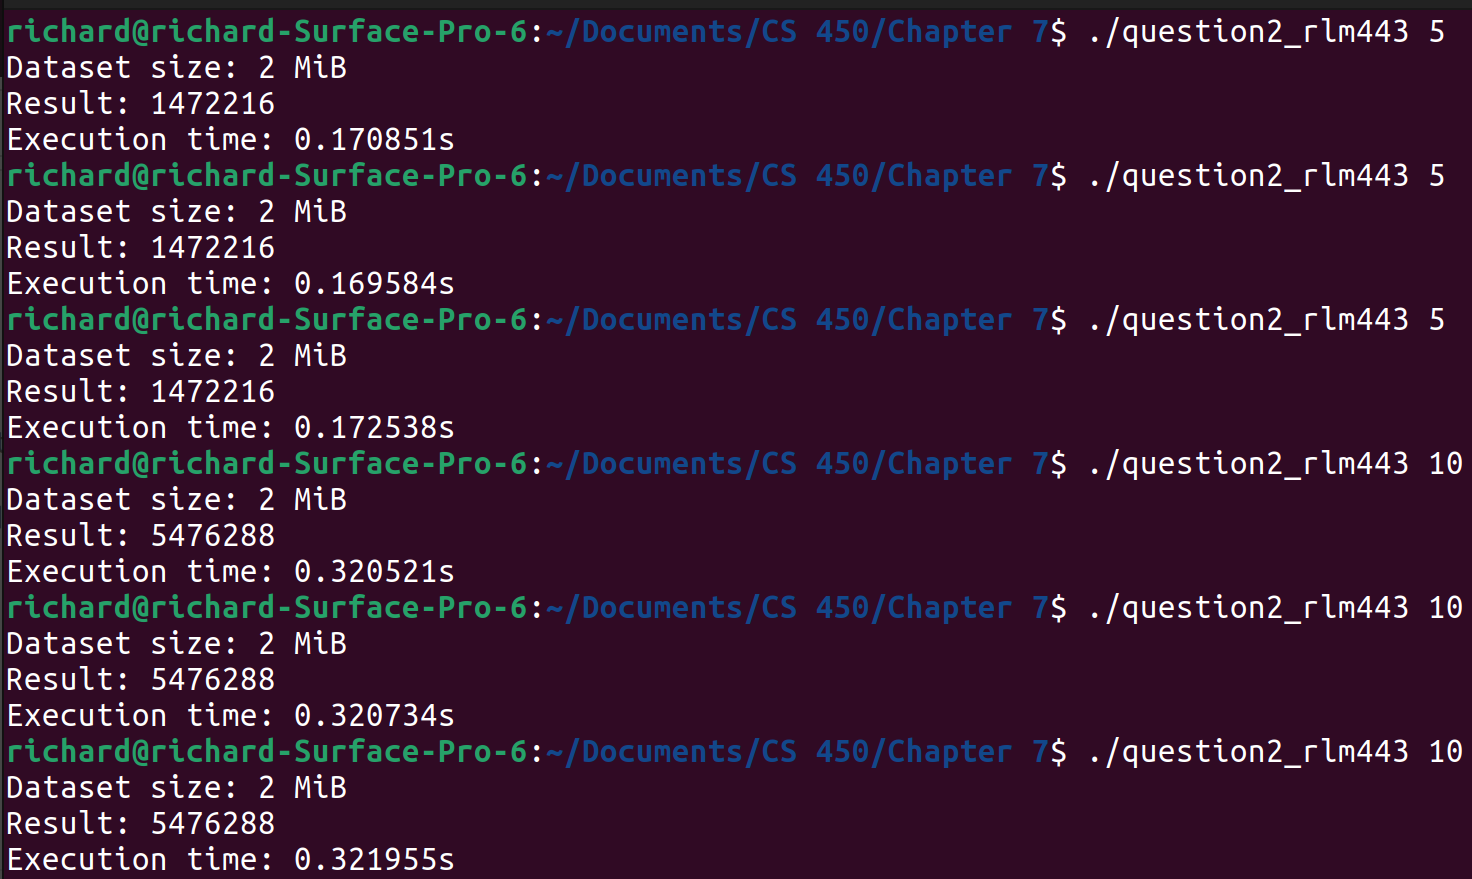 richard@richard-Surface-Pro-6:~/Documents/CS 450/Chapter 7$ ./question2_rlm443 5
Dataset size: 2 MiB
Result: 1472216
Execution time: 0.170851s
richard@richard-Surface-Pro-6:~/Documents/CS 450/Chapter 7$ ./question2_rlm443 5
Dataset size: 2 MiB
Result: 1472216
Execution time: 0.169584s
richard@richard-Surface-Pro-6:~/Documents/CS 450/Chapter 7$ ./question2_rlm443 5
Dataset size: 2 MiB
Result: 1472216
Execution time: 0.172538s
richard@richard-Surface-Pro-6:~/Documents/CS 450/Chapter 7$ ./question2_rlm443 10
Dataset size: 2 MiB
Result: 5476288
Execution time: 0.320521s
richard@richard-Surface-Pro-6:~/Documents/CS 450/Chapter 7$ ./question2_rlm443 10
Dataset size: 2 MiB
Result: 5476288
Execution time: 0.320734s
richard@richard-Surface-Pro-6:~/Documents/CS 450/Chapter 7$ ./question2_rlm443 10
Dataset size: 2 MiB
Result: 5476288
Execution time: 0.321955s